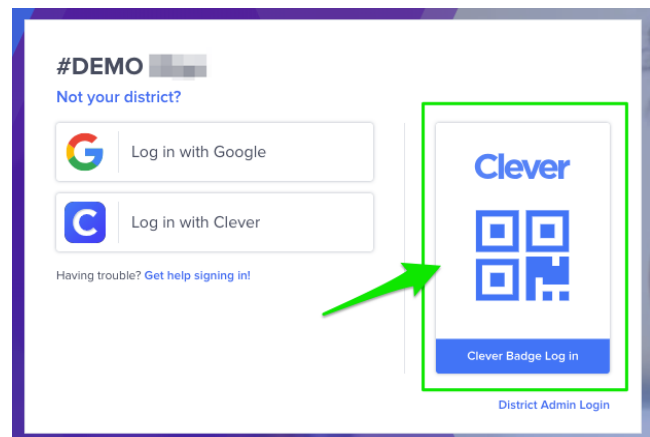 #DEMO
Not your district?
Log in with Google
Log in with Clever
Having trouble? Get help signing in!
Clever
Clever Badge Log in
District Admin Login